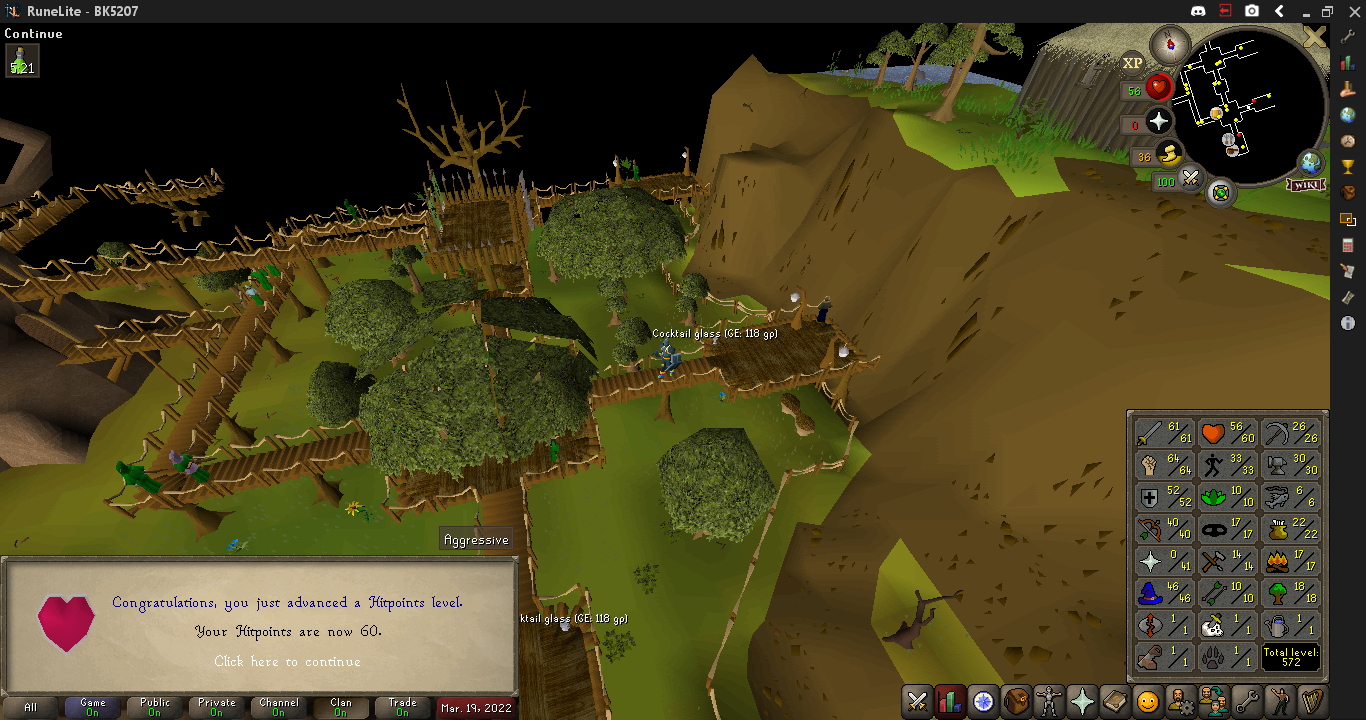 RuneLite - BK5207
Continue
5:21
XP
56
0
36
100
WIKI
Cocktail glass (GE: 118 gp)
Aggressive
Congratulations, you just advanced a Hitpoints level.
Your Hitpoints are now 60.
Click here to continue
ktail glass (GE: 118 gp)
61/61 56/60 26/26
64/64 33/33 30/30
52/52 10/10 6/6
40/40 17/17 22/22
0/41 14/14 17/17
46/46 10/10 18/18
1/1 1/1 1/1
1/1 1/1 Total level:
572
All Game Public Private Channel Clan Trade Mar. 19, 2022
On On On On On On